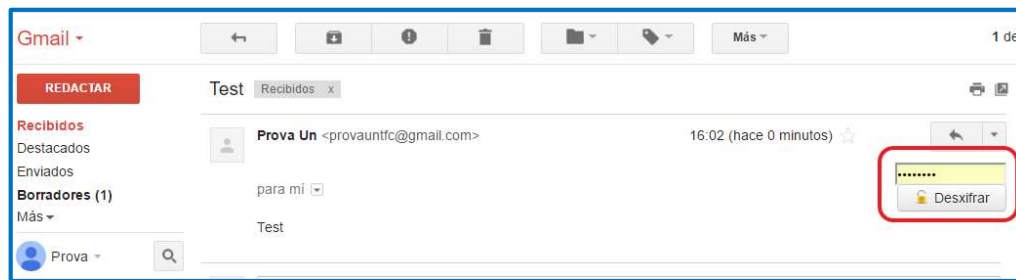 Gmail
Más
1 de
REDACTAR
Test Recibidos x
Recibidos
Destacados
Enviados
Borradores (1)
Más
Prova
Prova Un <provauntfc@gmail.com>
16:02 (hace 0 minutos)
para mí
••••••••
Desxifrar
Test